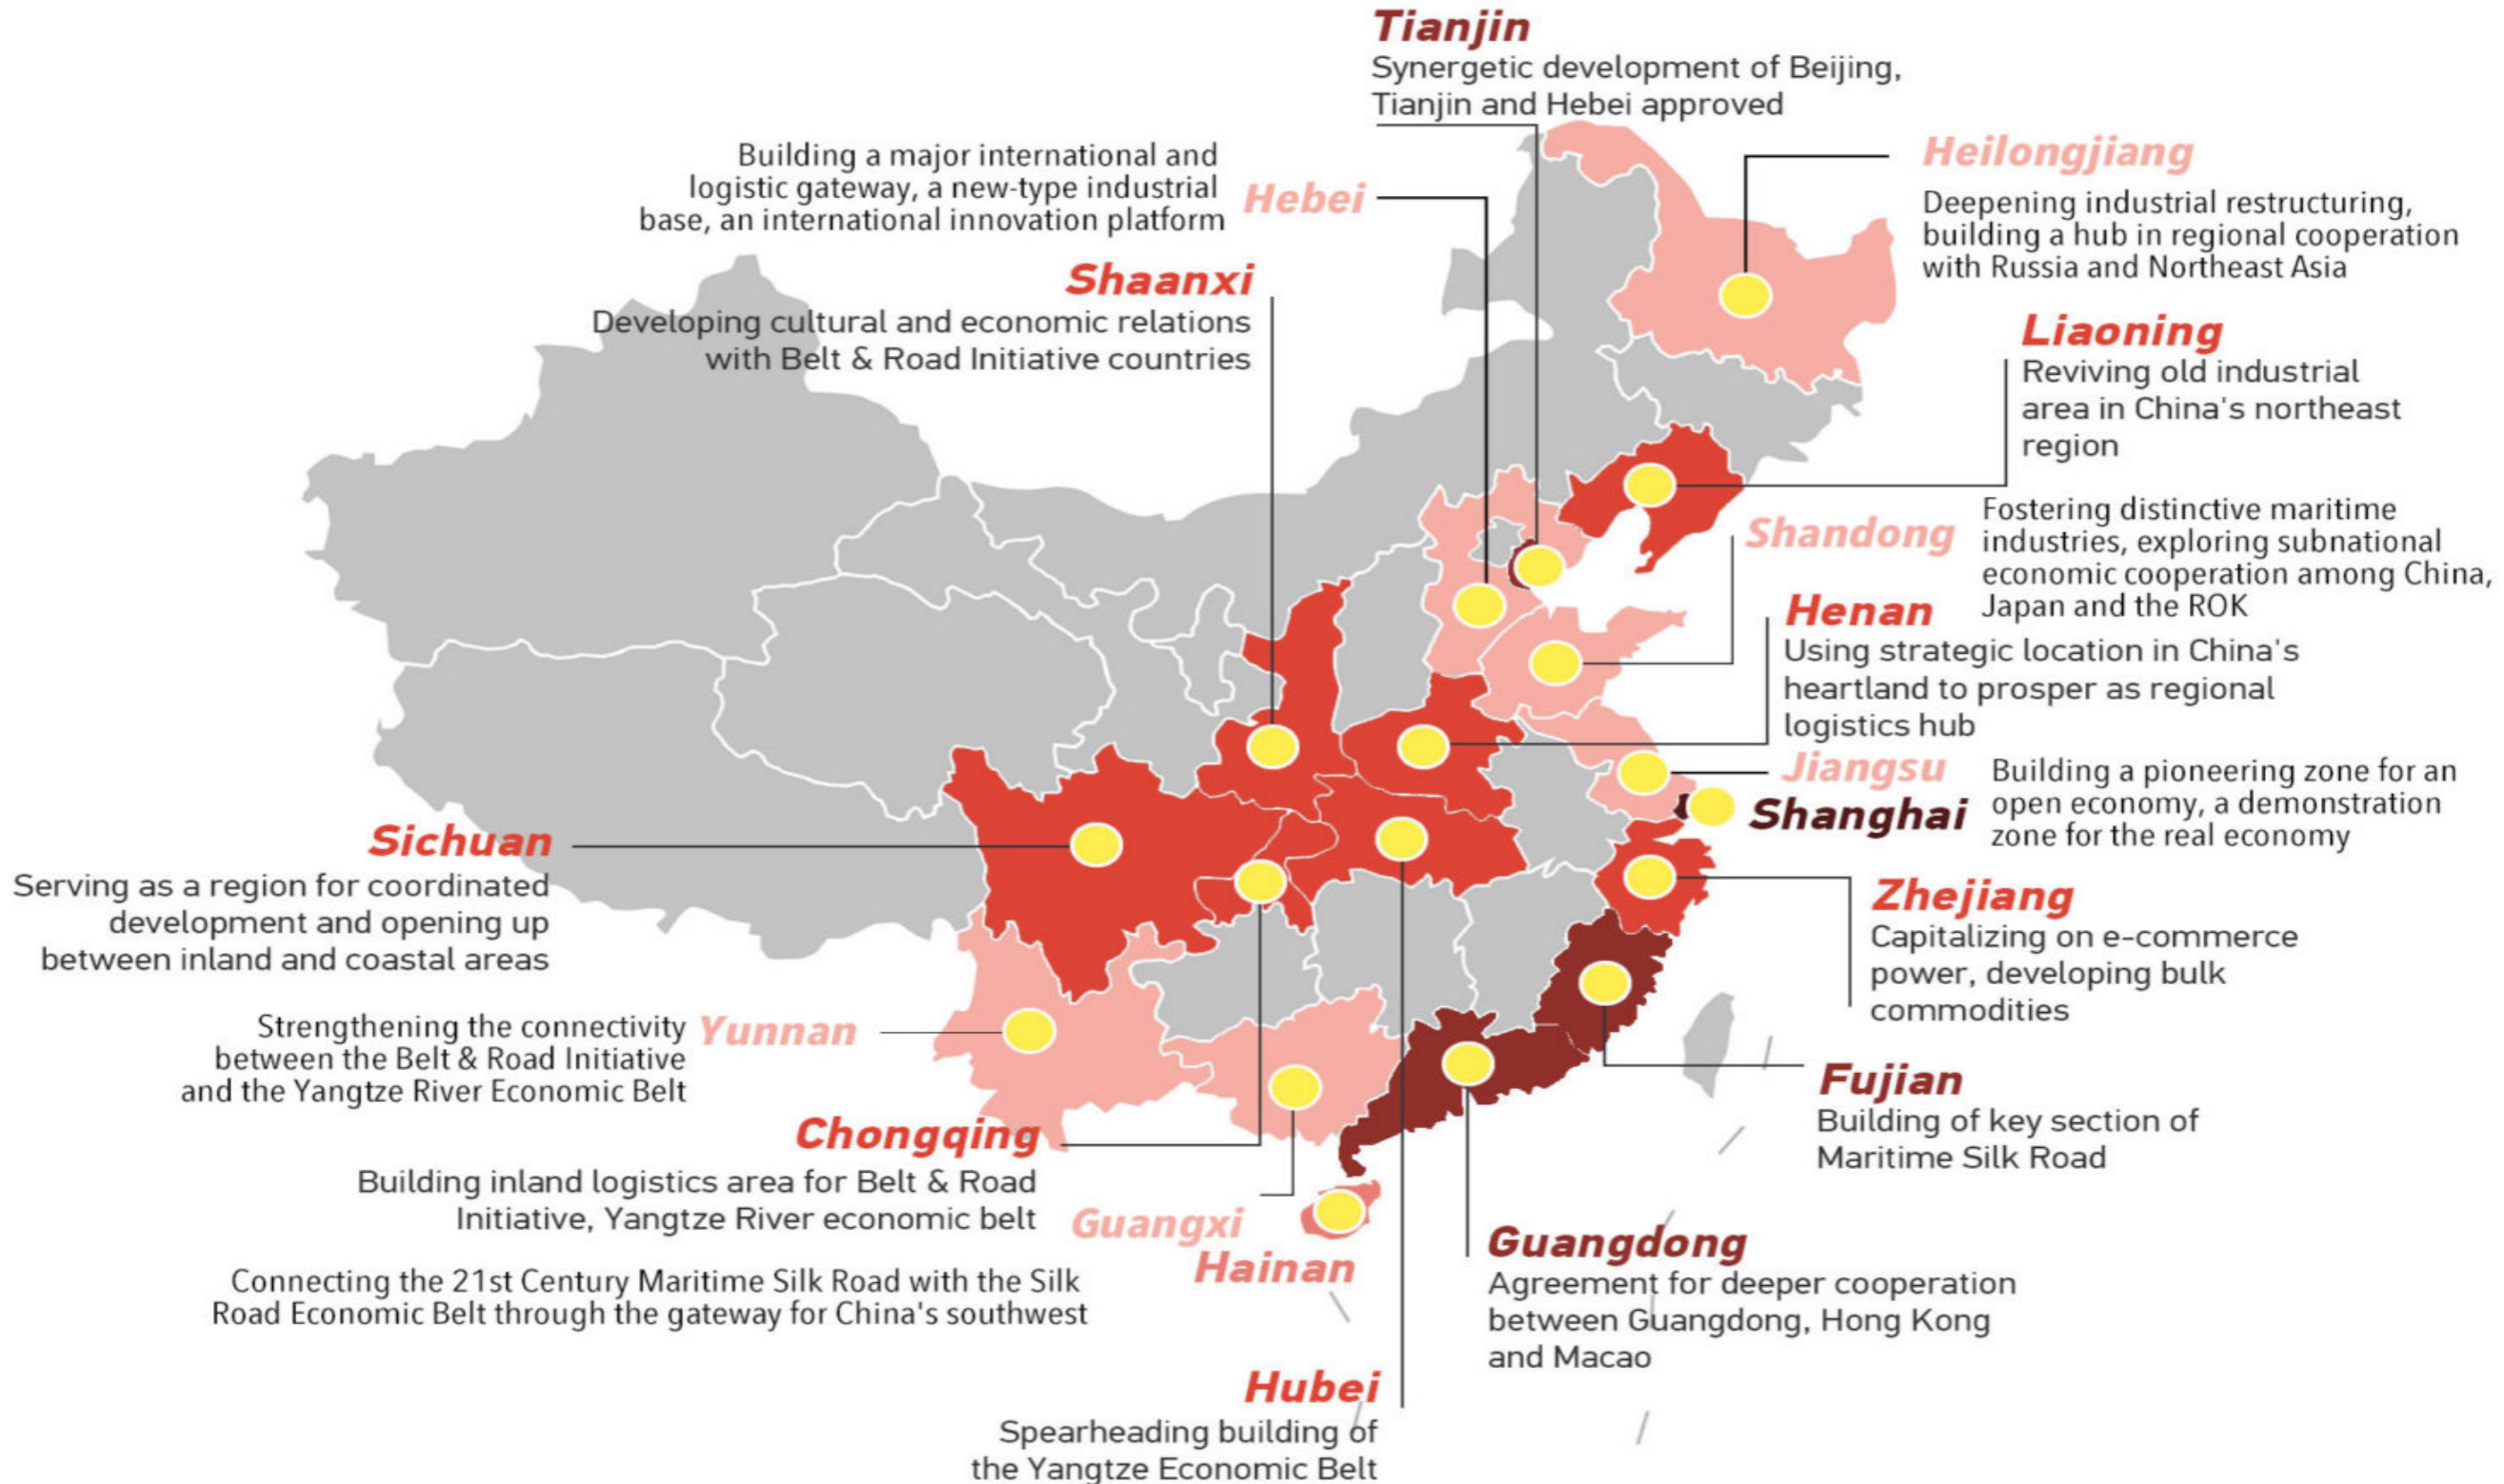 Tianjin
Synergetic development of Beijing,
Tianjin and Hebei approved
Building a major international and
logistic gateway, a new-type industrial
base, an international innovation platform
Hebei
Heilongjiang
Deepening industrial restructuring,
building a hub in regional cooperation
with Russia and Northeast Asia
Shaanxi
Developing cultural and economic relations
with Belt & Road Initiative countries
Liaoning
Reviving old industrial
area in China's northeast
region
Shandong
Fostering distinctive maritime
industries, exploring subnational
economic cooperation among China,
Japan and the ROK
Henan
Using strategic location in China's
heartland to prosper as regional
logistics hub
Jiangsu
Building a pioneering zone for an
open economy, a demonstration
zone for the real economy
Shanghai
Sichuan
Serving as a region for coordinated
development and opening up
between inland and coastal areas
Zhejiang
Capitalizing on e-commerce
power, developing bulk
commodities
Strengthening the connectivity
between the Belt & Road Initiative
and the Yangtze River Economic Belt
Yunnan
Fujian
Building of key section of
Maritime Silk Road
Chongqing
Building inland logistics area for Belt & Road
Initiative, Yangtze River economic belt
Guangxi
Connecting the 21st Century Maritime Silk Road with the Silk
Road Economic Belt through the gateway for China's southwest
Hainan
Guangdong
Agreement for deeper cooperation
between Guangdong, Hong Kong
and Macao
Hubei
Spearheading building of
the Yangtze Economic Belt